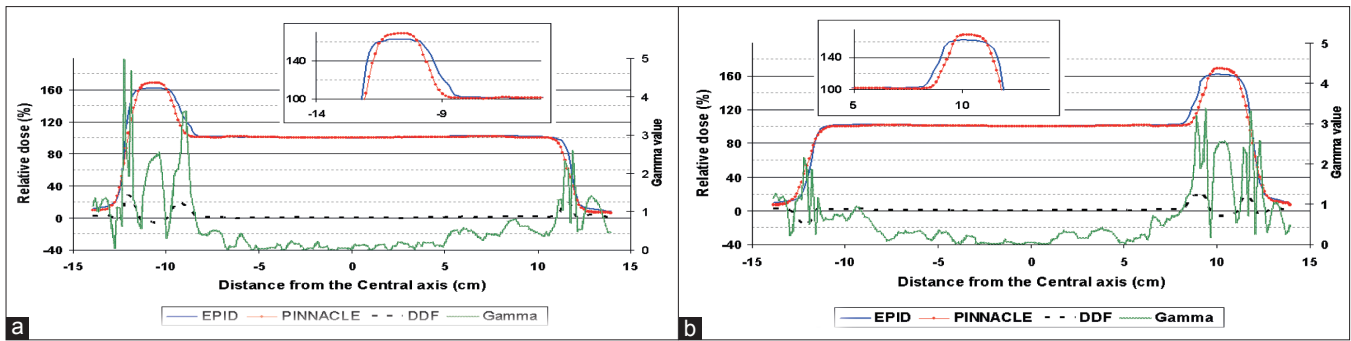 140
100
-14
-9
Relative dose (%)
160
120
80
40
0
-40
5
4
3
2
1
0
Gamma value
-15
-10
-5
0
5
10
15
Distance from the Central axis (cm)
EPID
PINNACLE
DDF
Gamma
a
140
100
5
10
Relative dose (%)
160
120
80
40
0
-40
5
4
3
2
1
0
Gamma value
-15
-10
-5
0
5
10
15
Distance from the Central axis (cm)
EPID
PINNACLE
DDF
Gamma
b